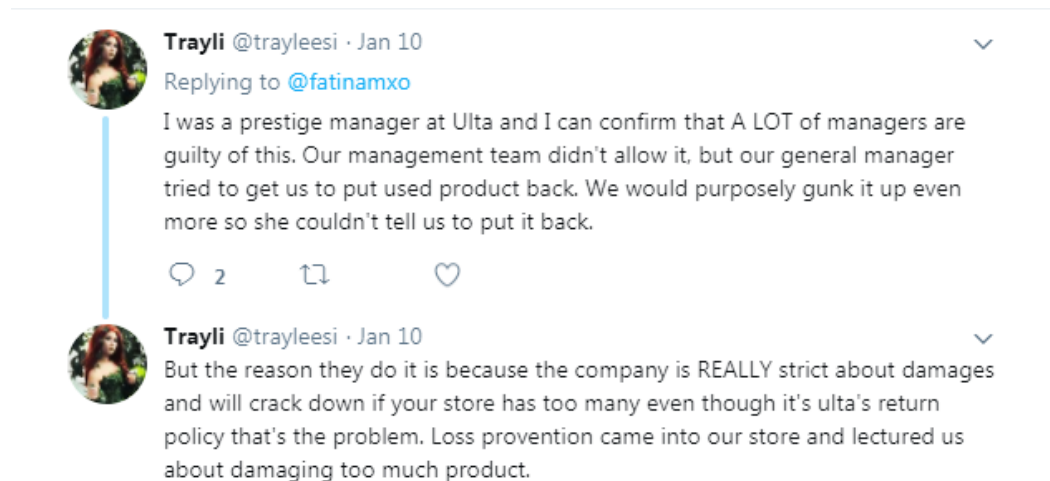 Trayli @trayleesi · Jan 10
Replying to @fatinamxo
I was a prestige manager at Ulta and I can confirm that A LOT of managers are
guilty of this. Our management team didn't allow it, but our general manager
tried to get us to put used product back. We would purposely gunk it up even
more so she couldn't tell us to put it back.
2
Trayli @trayleesi · Jan 10
But the reason they do it is because the company is REALLY strict about damages
and will crack down if your store has too many even though it's ulta's return
policy that's the problem. Loss provention came into our store and lectured us
about damaging too much product.